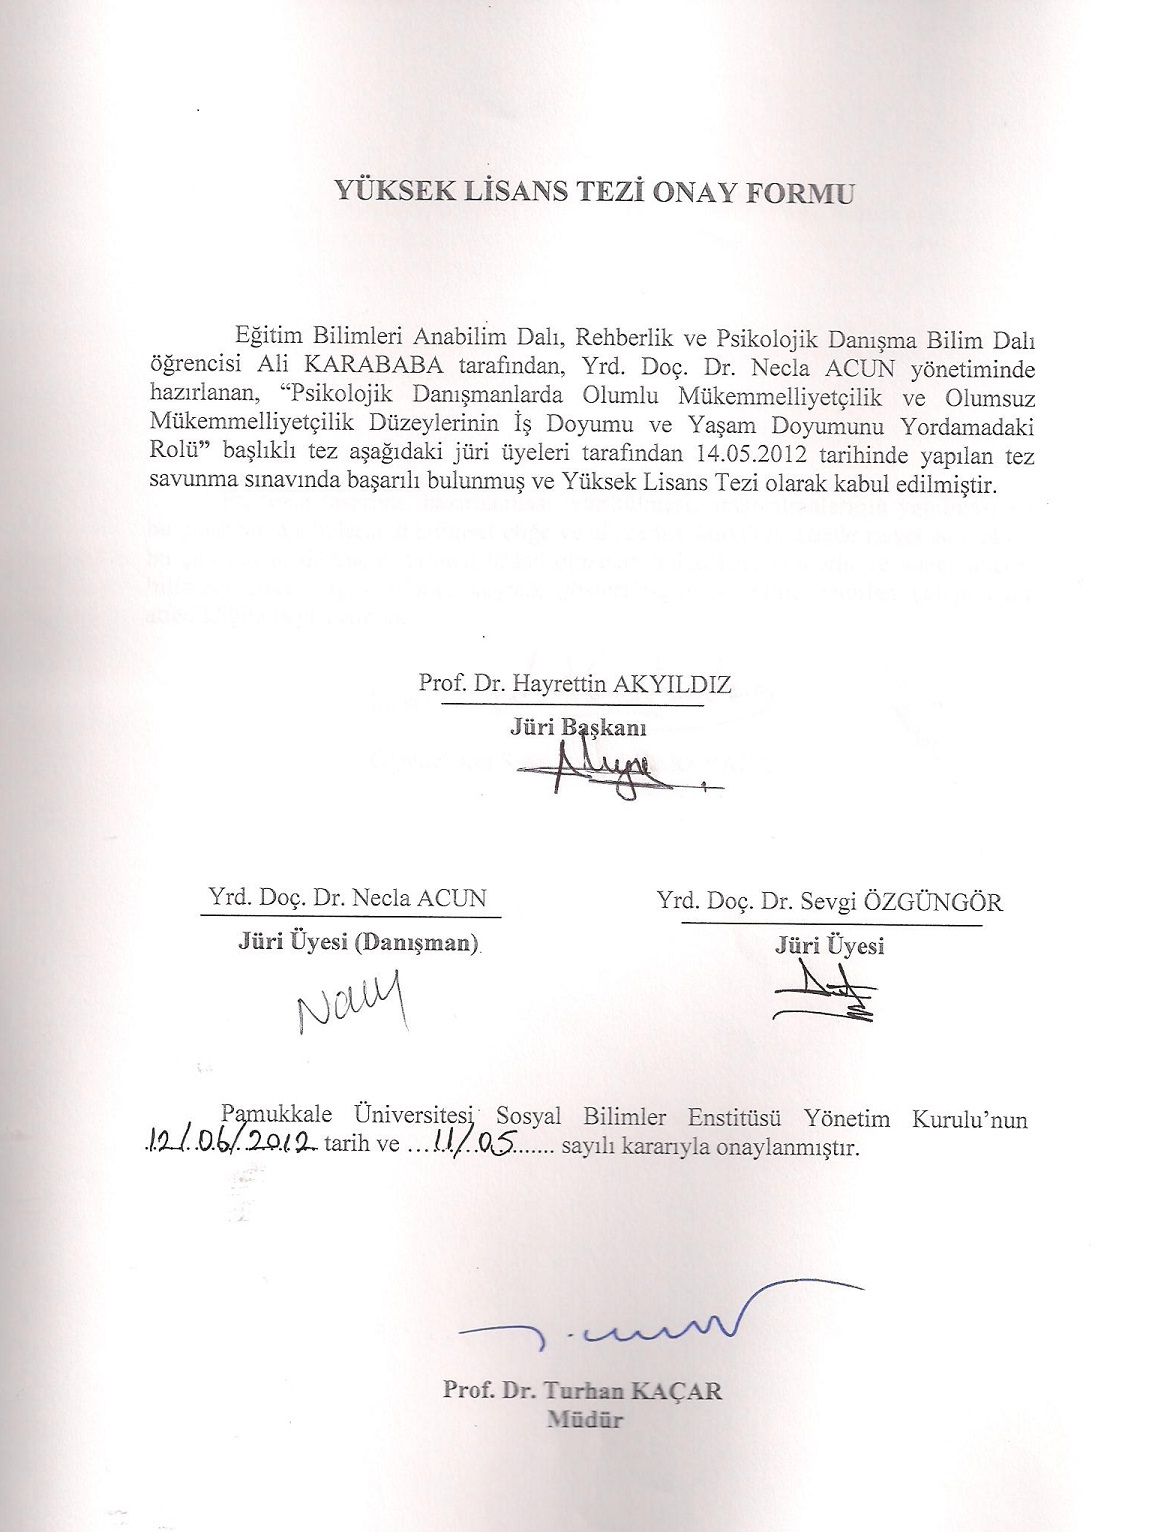 YÜKSEK LİSANS TEZİ ONAY FORMU
Eğitim Bilimleri Anabilim Dalı, Rehberlik ve Psikolojik Danışma Bilim Dalı
öğrencisi Ali KARABABA tarafından, Yrd. Doç. Dr. Necla ACUN yönetiminde
hazırlanan, “Psikolojik Danışmanlarda Olumlu Mükemmelliyetçilik ve Olumsuz
Mükemmelliyetçilik Düzeylerinin İş Doyumu ve Yaşam Doyumunu Yordamadaki
Rolü” başlıklı tez aşağıdaki jüri üyeleri tarafından 14.05.2012 tarihinde yapılan tez
savunma sınavında başarılı bulunmuş ve Yüksek Lisans Tezi olarak kabul edilmiştir.
Prof. Dr. Hayrettin AKYILDIZ
Jüri Başkanı
Yrd. Doç. Dr. Necla ACUN
Jüri Üyesi (Danışman)
Yrd. Doç. Dr. Sevgi ÖZGÜNGÖR
Jüri Üyesi
Pamukkale Üniversitesi Sosyal Bilimler Enstitüsü Yönetim Kurulu’nun
12/06/2012 tarih ve ...11/05....... sayılı kararıyla onaylanmıştır.
Prof. Dr. Turhan KAÇAR
Müdür